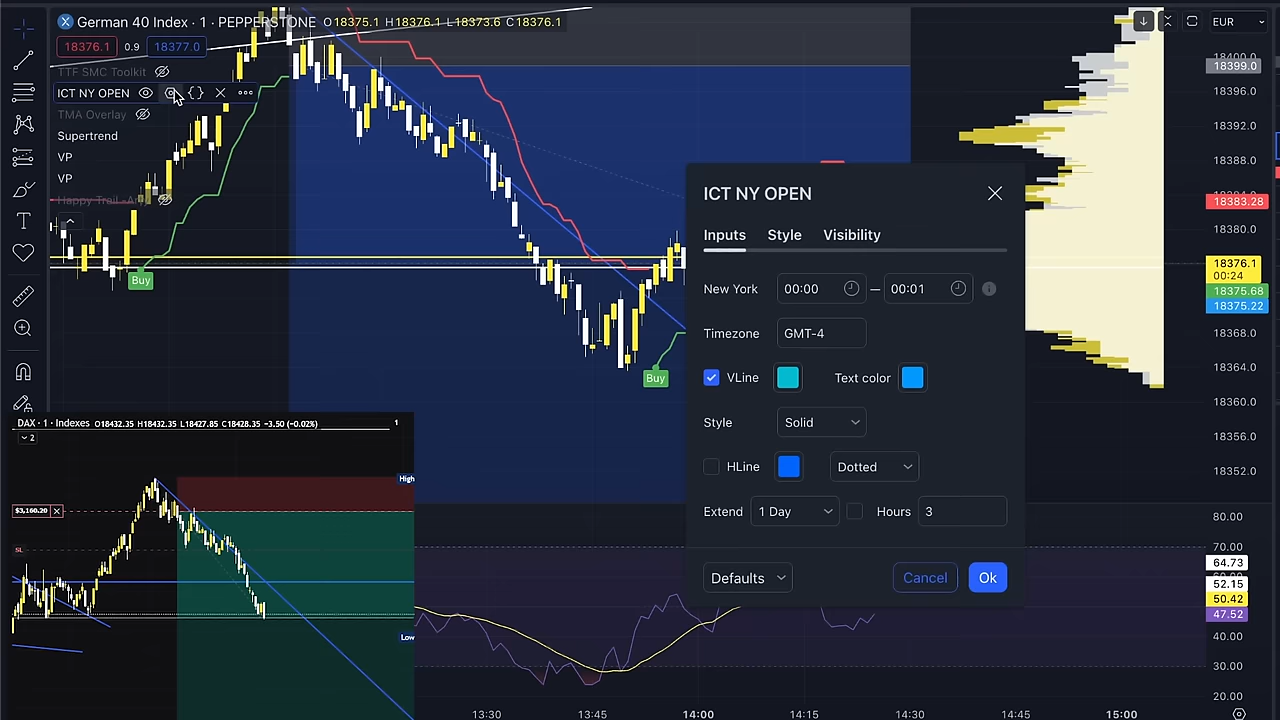 German 40 Index · 1 · PEPPERSTONE O18375.1 H18376.1 L18373.6 C18376.1
EUR
18376.1 0.9 18377.0
TTF SMC Toolkit
ICT NY OPEN
TMA Overlay
Supertrend
VP
VP
Buy
Buy
18399.0
18396.0
18392.0
18388.0
18383.28
18380.0
18376.1
00:24
18375.68
18375.22
18368.0
18364.0
18360.0
18356.0
18352.0
80.00
70.00
64.73
52.15
50.42
47.52
40.00
30.00
20.00
ICT NY OPEN
Inputs Style Visibility
New York 00:00 — 00:01
Timezone GMT-4
VLine Text color
Style Solid
HLine Dotted
Extend 1 Day Hours 3
Defaults Cancel Ok
DAX · 1 · Indexes O18432.35 H18432.35 L18427.85 C18428.35 −3.50 (−0.02%) 1
2
High
$3,160.20
SL
Low
13:30 13:45 14:00 14:15 14:30 14:45 15:00